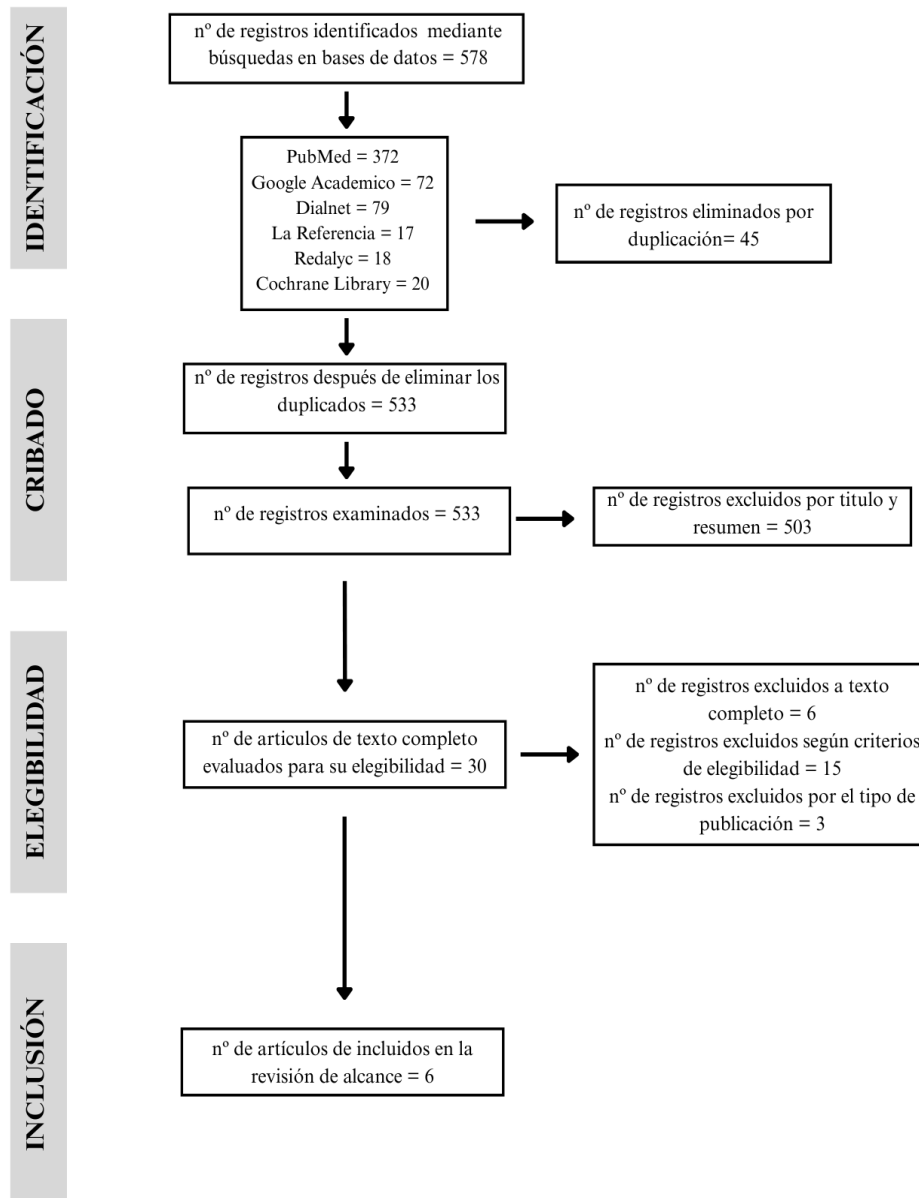 IDENTIFICACIÓN
nº de registros identificados mediante
búsquedas en bases de datos = 578
PubMed = 372
Google Academico = 72
Dialnet = 79
La Referencia = 17
Redalyc = 18
Cochrane Library = 20
nº de registros eliminados por
duplicación= 45
CRIBADO
nº de registros después de eliminar los
duplicados = 533
nº de registros examinados = 533
nº de registros excluidos por titulo y
resumen = 503
ELEGIBILIDAD
nº de articulos de texto completo
evaluados para su elegibilidad = 30
nº de registros excluidos a texto
completo = 6
nº de registros excluidos según criterios
de elegibilidad = 15
nº de registros excluidos por el tipo de
publicación = 3
INCLUSIÓN
nº de artículos de incluidos en la
revisión de alcance = 6